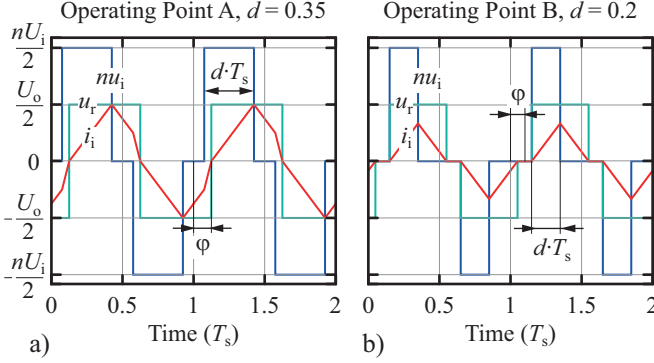 Operating Point A, d = 0.35
Operating Point B, d = 0.2
nUi
2
Uo
2
0
-Uo
2
-nUi
2
nui
ur
ii
d·Ts
φ
0 0.5 1 1.5 2
Time (Ts)
a)
nui
ur
ii
φ
d·Ts
0 0.5 1 1.5 2
Time (Ts)
b)